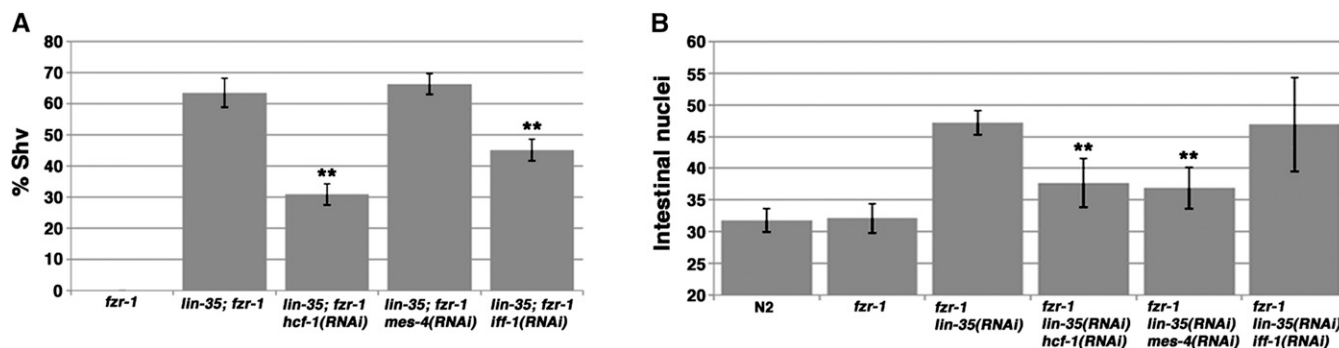 A
% Shv
80
70
60
50
40
30
20
10
0
**
**
fzr-1
lin-35; fzr-1
lin-35; fzr-1
hcf-1(RNAi)
lin-35; fzr-1
mes-4(RNAi)
lin-35; fzr-1
iff-1(RNAi)
B
Intestinal nuclei
60
55
50
45
40
35
30
25
20
**
**
N2
fzr-1
fzr-1
lin-35(RNAi)
fzr-1
lin-35(RNAi)
hcf-1(RNAi)
fzr-1
lin-35(RNAi)
mes-4(RNAi)
fzr-1
lin-35(RNAi)
iff-1(RNAi)